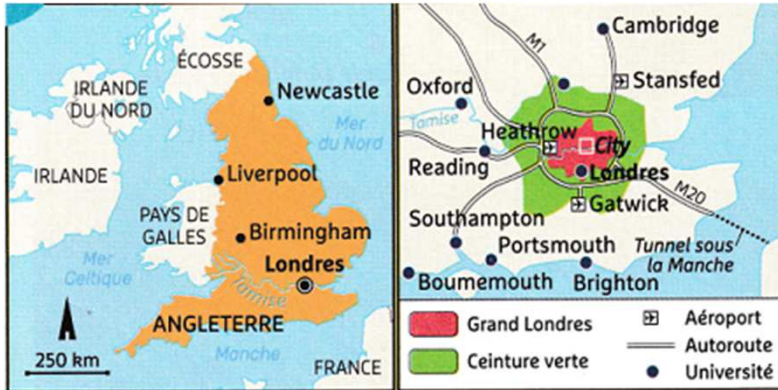 ÉCOSSE
Newcastle
IRLANDE
DU NORD
Mer
du Nord
IRLANDE
Liverpool
PAYS DE
GALLES
Birmingham
Mer
Celtique
Londres
Tamise
ANGLETERRE
250 km
Manche
FRANCE
Cambridge
M1
Stansfed
Oxford
Tamise
Heathrow
City
Reading
Londres
M20
Gatwick
Southampton
Portsmouth
Tunnel sous
la Manche
Bournemouth
Brighton
Grand Londres
Aéroport
Autoroute
Ceinture verte
Université